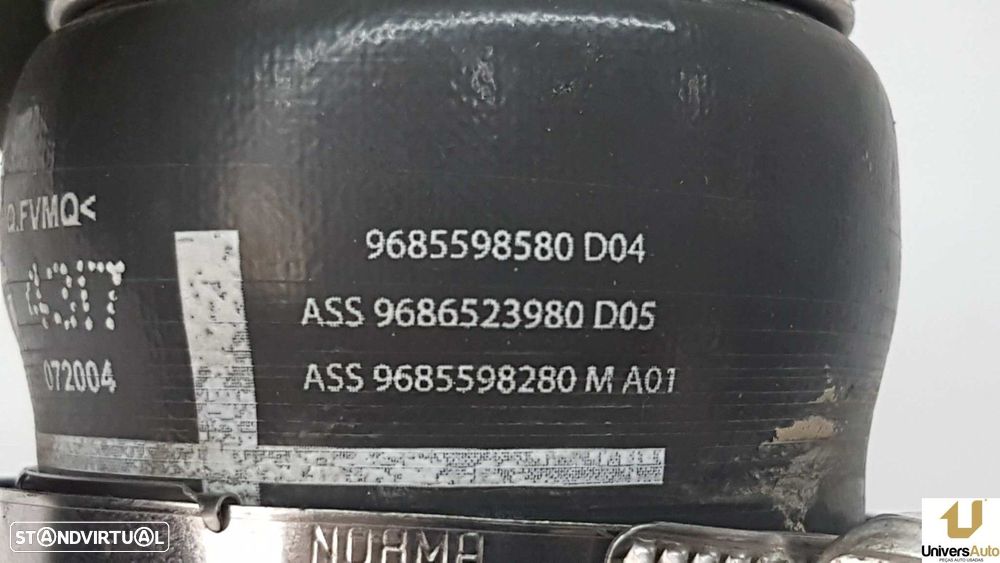 Q.FVMQ<
9685598580 D04
ASS 9686523980 D05
072004
ASS 9685598280 M A01
NORMA
STANDVIRTUAL
UniversAuto
PEÇAS AUTO USADAS